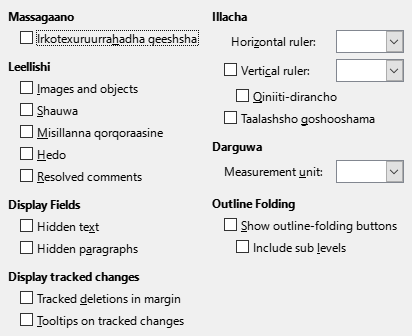 Massagaano
Irkotexuruurrahadha qeeshsha
Leellishi
Images and objects
Shauwa
Misillanna qorqoraasine
Hedo
Resolved comments
Display Fields
Hidden text
Hidden paragraphs
Display tracked changes
Tracked deletions in margin
Tooltips on tracked changes
Illacha
Horizontal ruler:
Vertical ruler:
Qiniiti-dirancho
Taalashsho goshooshama
Darguwa
Measurement unit:
Outline Folding
Show outline-folding buttons
Include sub levels